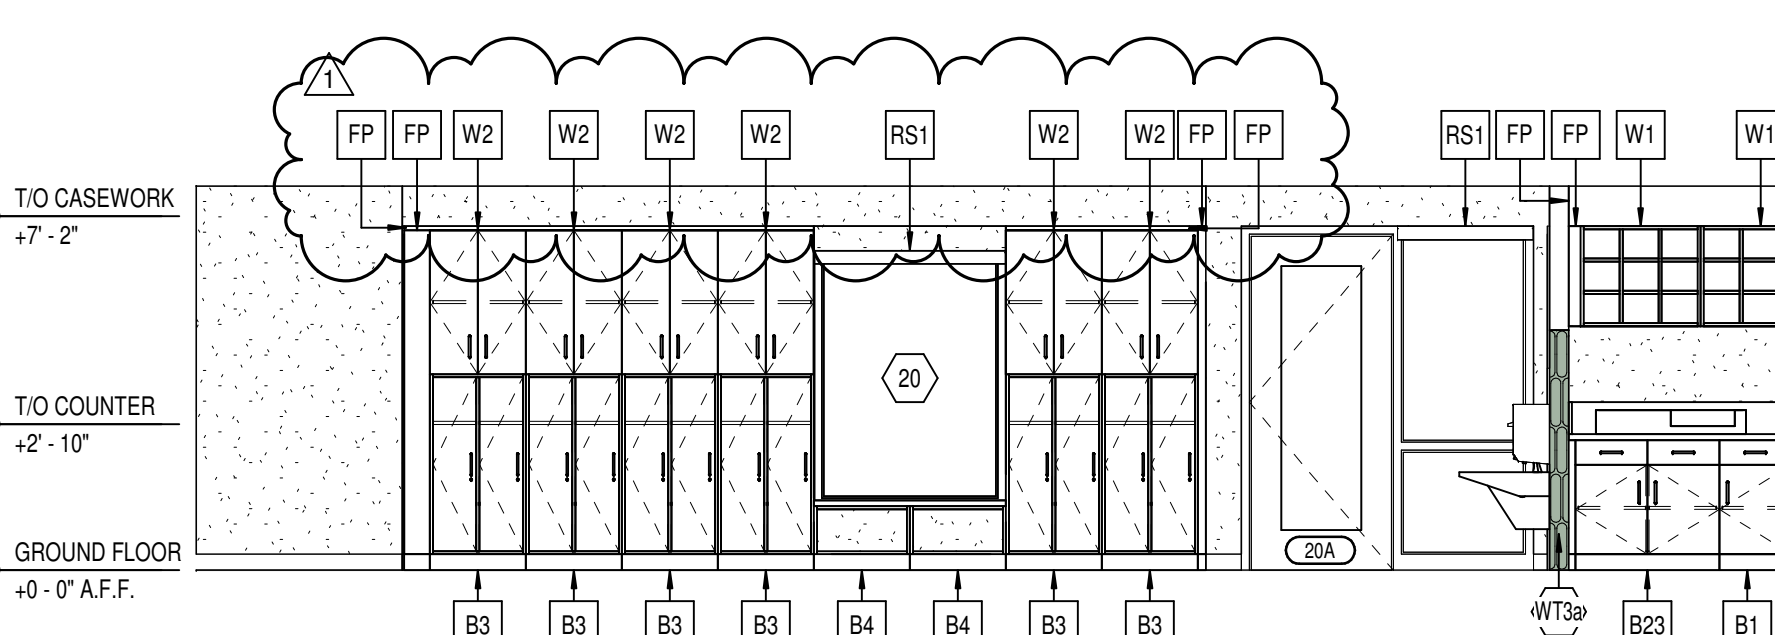 1
FP FP W2 W2 W2 W2 RS1 W2 W2 FP FP RS1 FP FP W1 W1
T/O CASEWORK
+7' - 2"
20
T/O COUNTER
+2' - 10"
GROUND FLOOR
+0 - 0" A.F.F.
20A
B3 B3 B3 B3 B4 B4 B3 B3 WT3a B23 B1